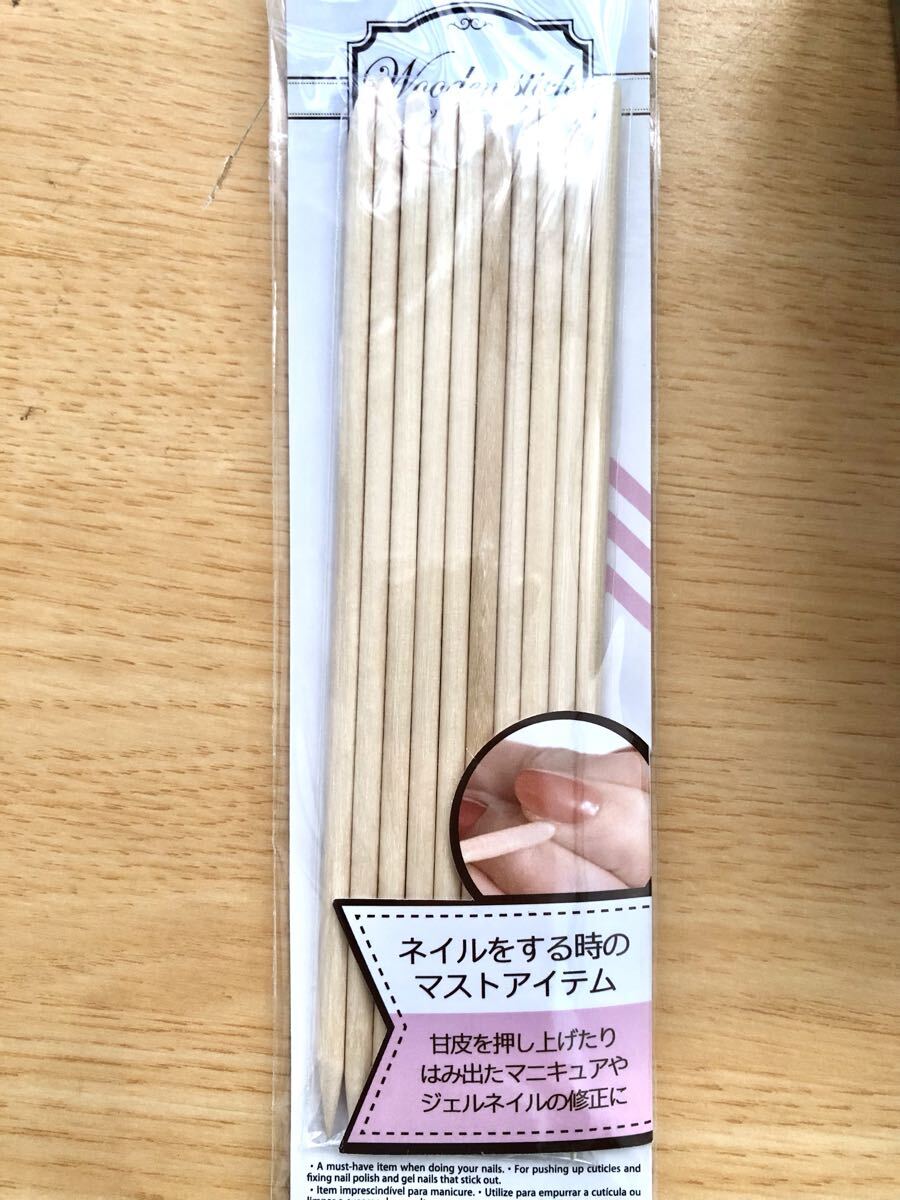 Wooden stick
ネイルをする時の
マストアイテム
甘皮を押し上げたり
はみ出たマニキュアや
ジェルネイルの修正に
・A must-have item when doing your nails. ・For pushing up cuticles and
fixing nail polish and gel nails that stick out.
・Item imprescindível para manicure. ・Utilize para empurrar a cutícula ou